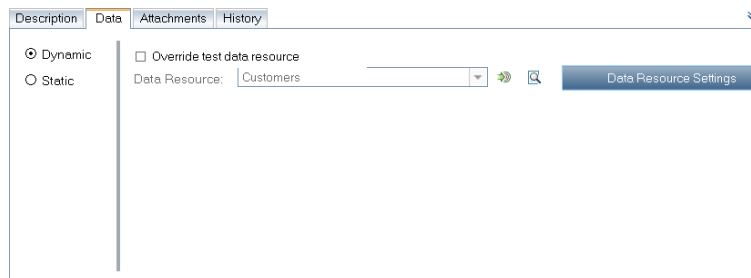 Description Data Attachments History
Dynamic
Override test data resource
Static
Data Resource: Customers
Data Resource Settings